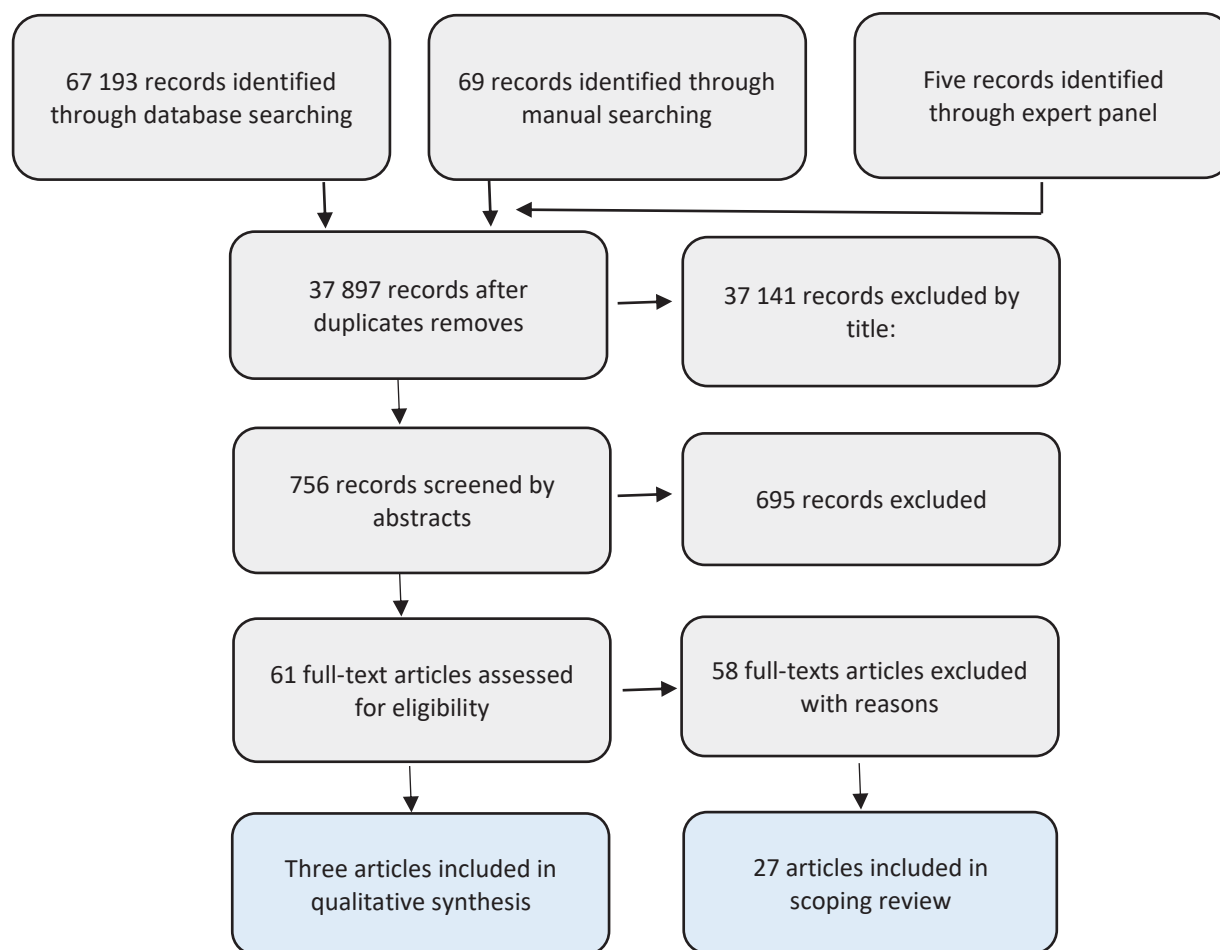 67 193 records identified
through database searching
69 records identified through
manual searching
Five records identified
through expert panel
37 897 records after
duplicates removes
37 141 records excluded by
title:
756 records screened by
abstracts
695 records excluded
61 full-text articles assessed
for eligibility
58 full-texts articles excluded
with reasons
Three articles included in
qualitative synthesis
27 articles included in
scoping review